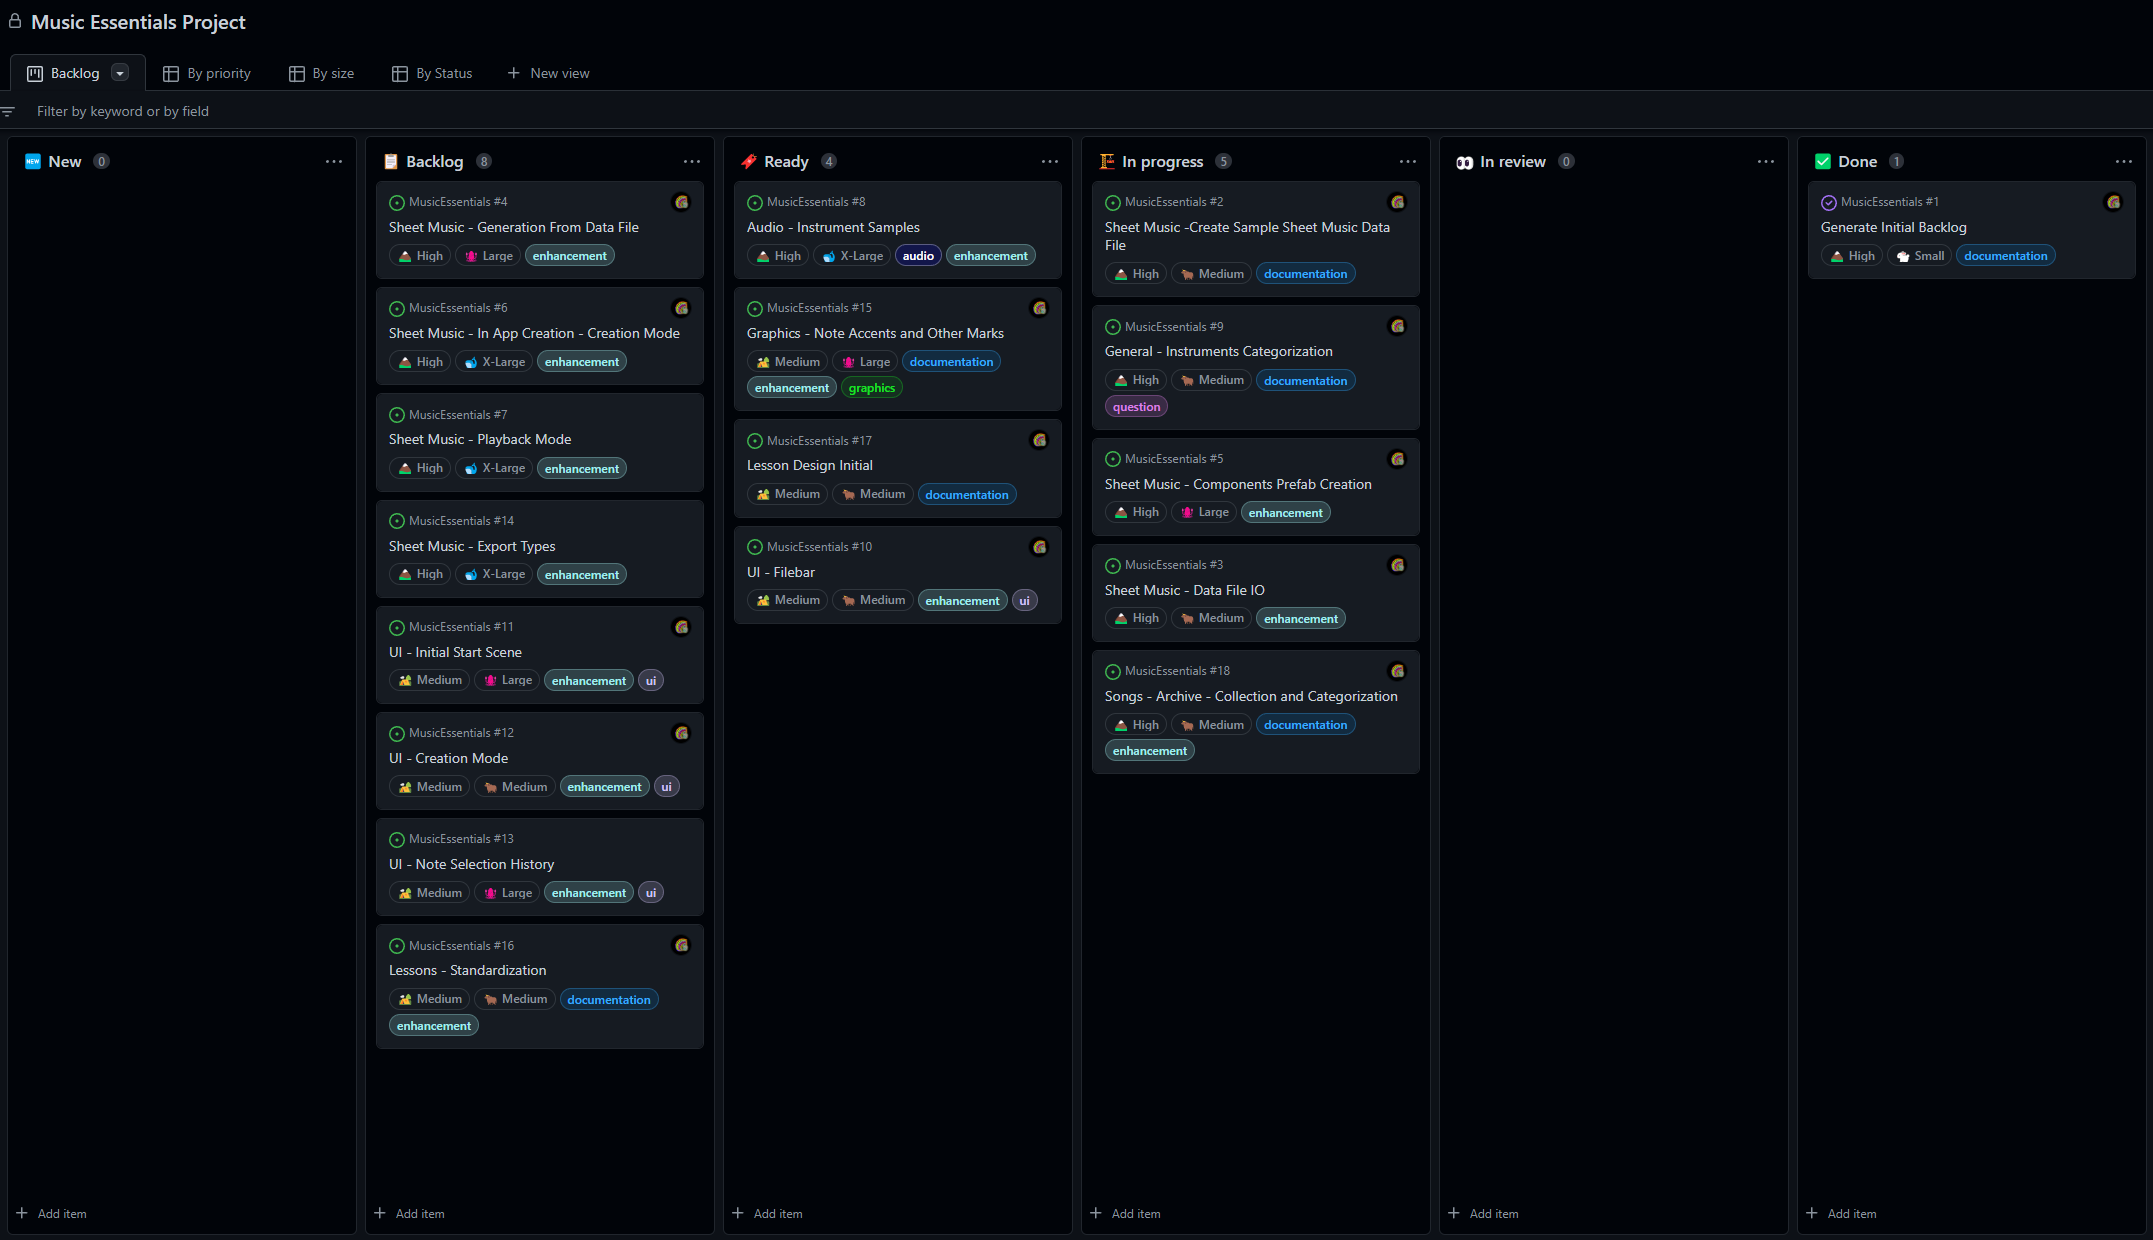 Music Essentials Project
Backlog
By priority
By size
By Status
New view
Filter by keyword or by field
NEW New 0
Add item
Backlog 8
MusicEssentials #4
Sheet Music - Generation From Data File
High Large enhancement
MusicEssentials #6
Sheet Music - In App Creation - Creation Mode
High X-Large enhancement
MusicEssentials #7
Sheet Music - Playback Mode
High X-Large enhancement
MusicEssentials #14
Sheet Music - Export Types
High X-Large enhancement
MusicEssentials #11
UI - Initial Start Scene
Medium Large enhancement ui
MusicEssentials #12
UI - Creation Mode
Medium Medium enhancement ui
MusicEssentials #13
UI - Note Selection History
Medium Large enhancement ui
MusicEssentials #16
Lessons - Standardization
Medium Medium documentation
enhancement
Add item
Ready 4
MusicEssentials #8
Audio - Instrument Samples
High X-Large audio enhancement
MusicEssentials #15
Graphics - Note Accents and Other Marks
Medium Large documentation
enhancement graphics
MusicEssentials #17
Lesson Design Initial
Medium Medium documentation
MusicEssentials #10
UI - Filebar
Medium Medium enhancement ui
Add item
In progress 5
MusicEssentials #2
Sheet Music -Create Sample Sheet Music Data
File
High Medium documentation
MusicEssentials #9
General - Instruments Categorization
High Medium documentation
question
MusicEssentials #5
Sheet Music - Components Prefab Creation
High Large enhancement
MusicEssentials #3
Sheet Music - Data File IO
High Medium enhancement
MusicEssentials #18
Songs - Archive - Collection and Categorization
High Medium documentation
enhancement
Add item
In review 0
Add item
Done 1
MusicEssentials #1
Generate Initial Backlog
High Small documentation
Add item